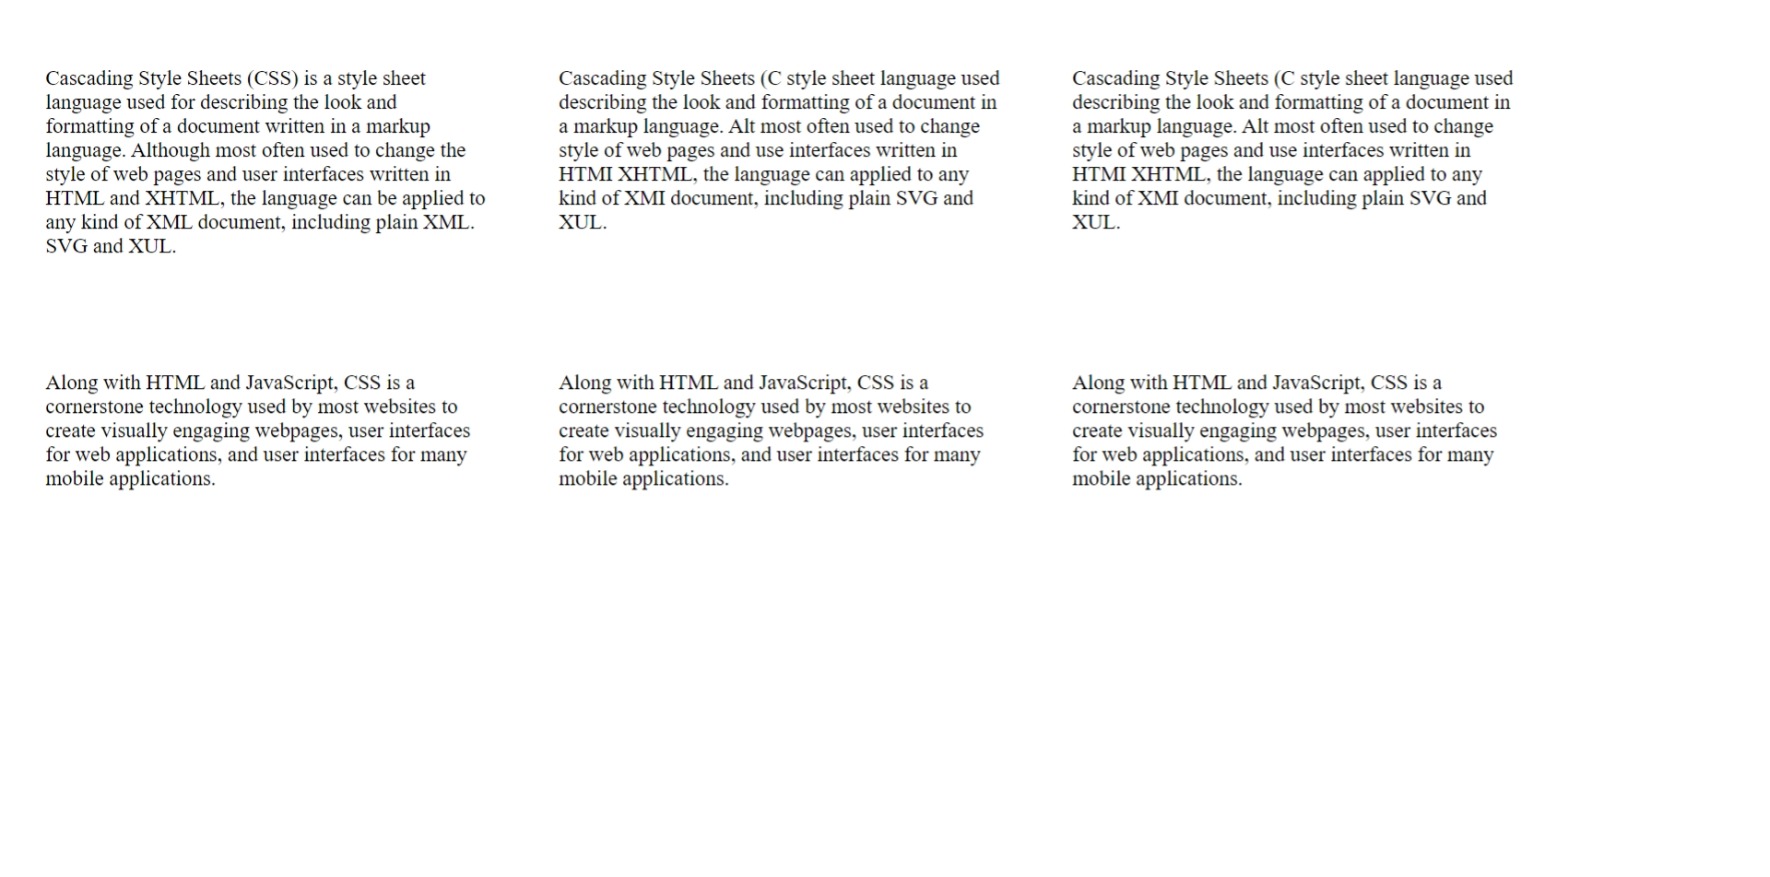 Cascading Style Sheets (CSS) is a style sheet
language used for describing the look and
formatting of a document written in a markup
language. Although most often used to change the
style of web pages and user interfaces written in
HTML and XHTML, the language can be applied to
any kind of XML document, including plain XML.
SVG and XUL.
Cascading Style Sheets (C style sheet language used
describing the look and formatting of a document in
a markup language. Alt most often used to change
style of web pages and use interfaces written in
HTMI XHTML, the language can applied to any
kind of XMI document, including plain SVG and
XUL.
Cascading Style Sheets (C style sheet language used
describing the look and formatting of a document in
a markup language. Alt most often used to change
style of web pages and use interfaces written in
HTMI XHTML, the language can applied to any
kind of XMI document, including plain SVG and
XUL.
Along with HTML and JavaScript, CSS is a
cornerstone technology used by most websites to
create visually engaging webpages, user interfaces
for web applications, and user interfaces for many
mobile applications.
Along with HTML and JavaScript, CSS is a
cornerstone technology used by most websites to
create visually engaging webpages, user interfaces
for web applications, and user interfaces for many
mobile applications.
Along with HTML and JavaScript, CSS is a
cornerstone technology used by most websites to
create visually engaging webpages, user interfaces
for web applications, and user interfaces for many
mobile applications.